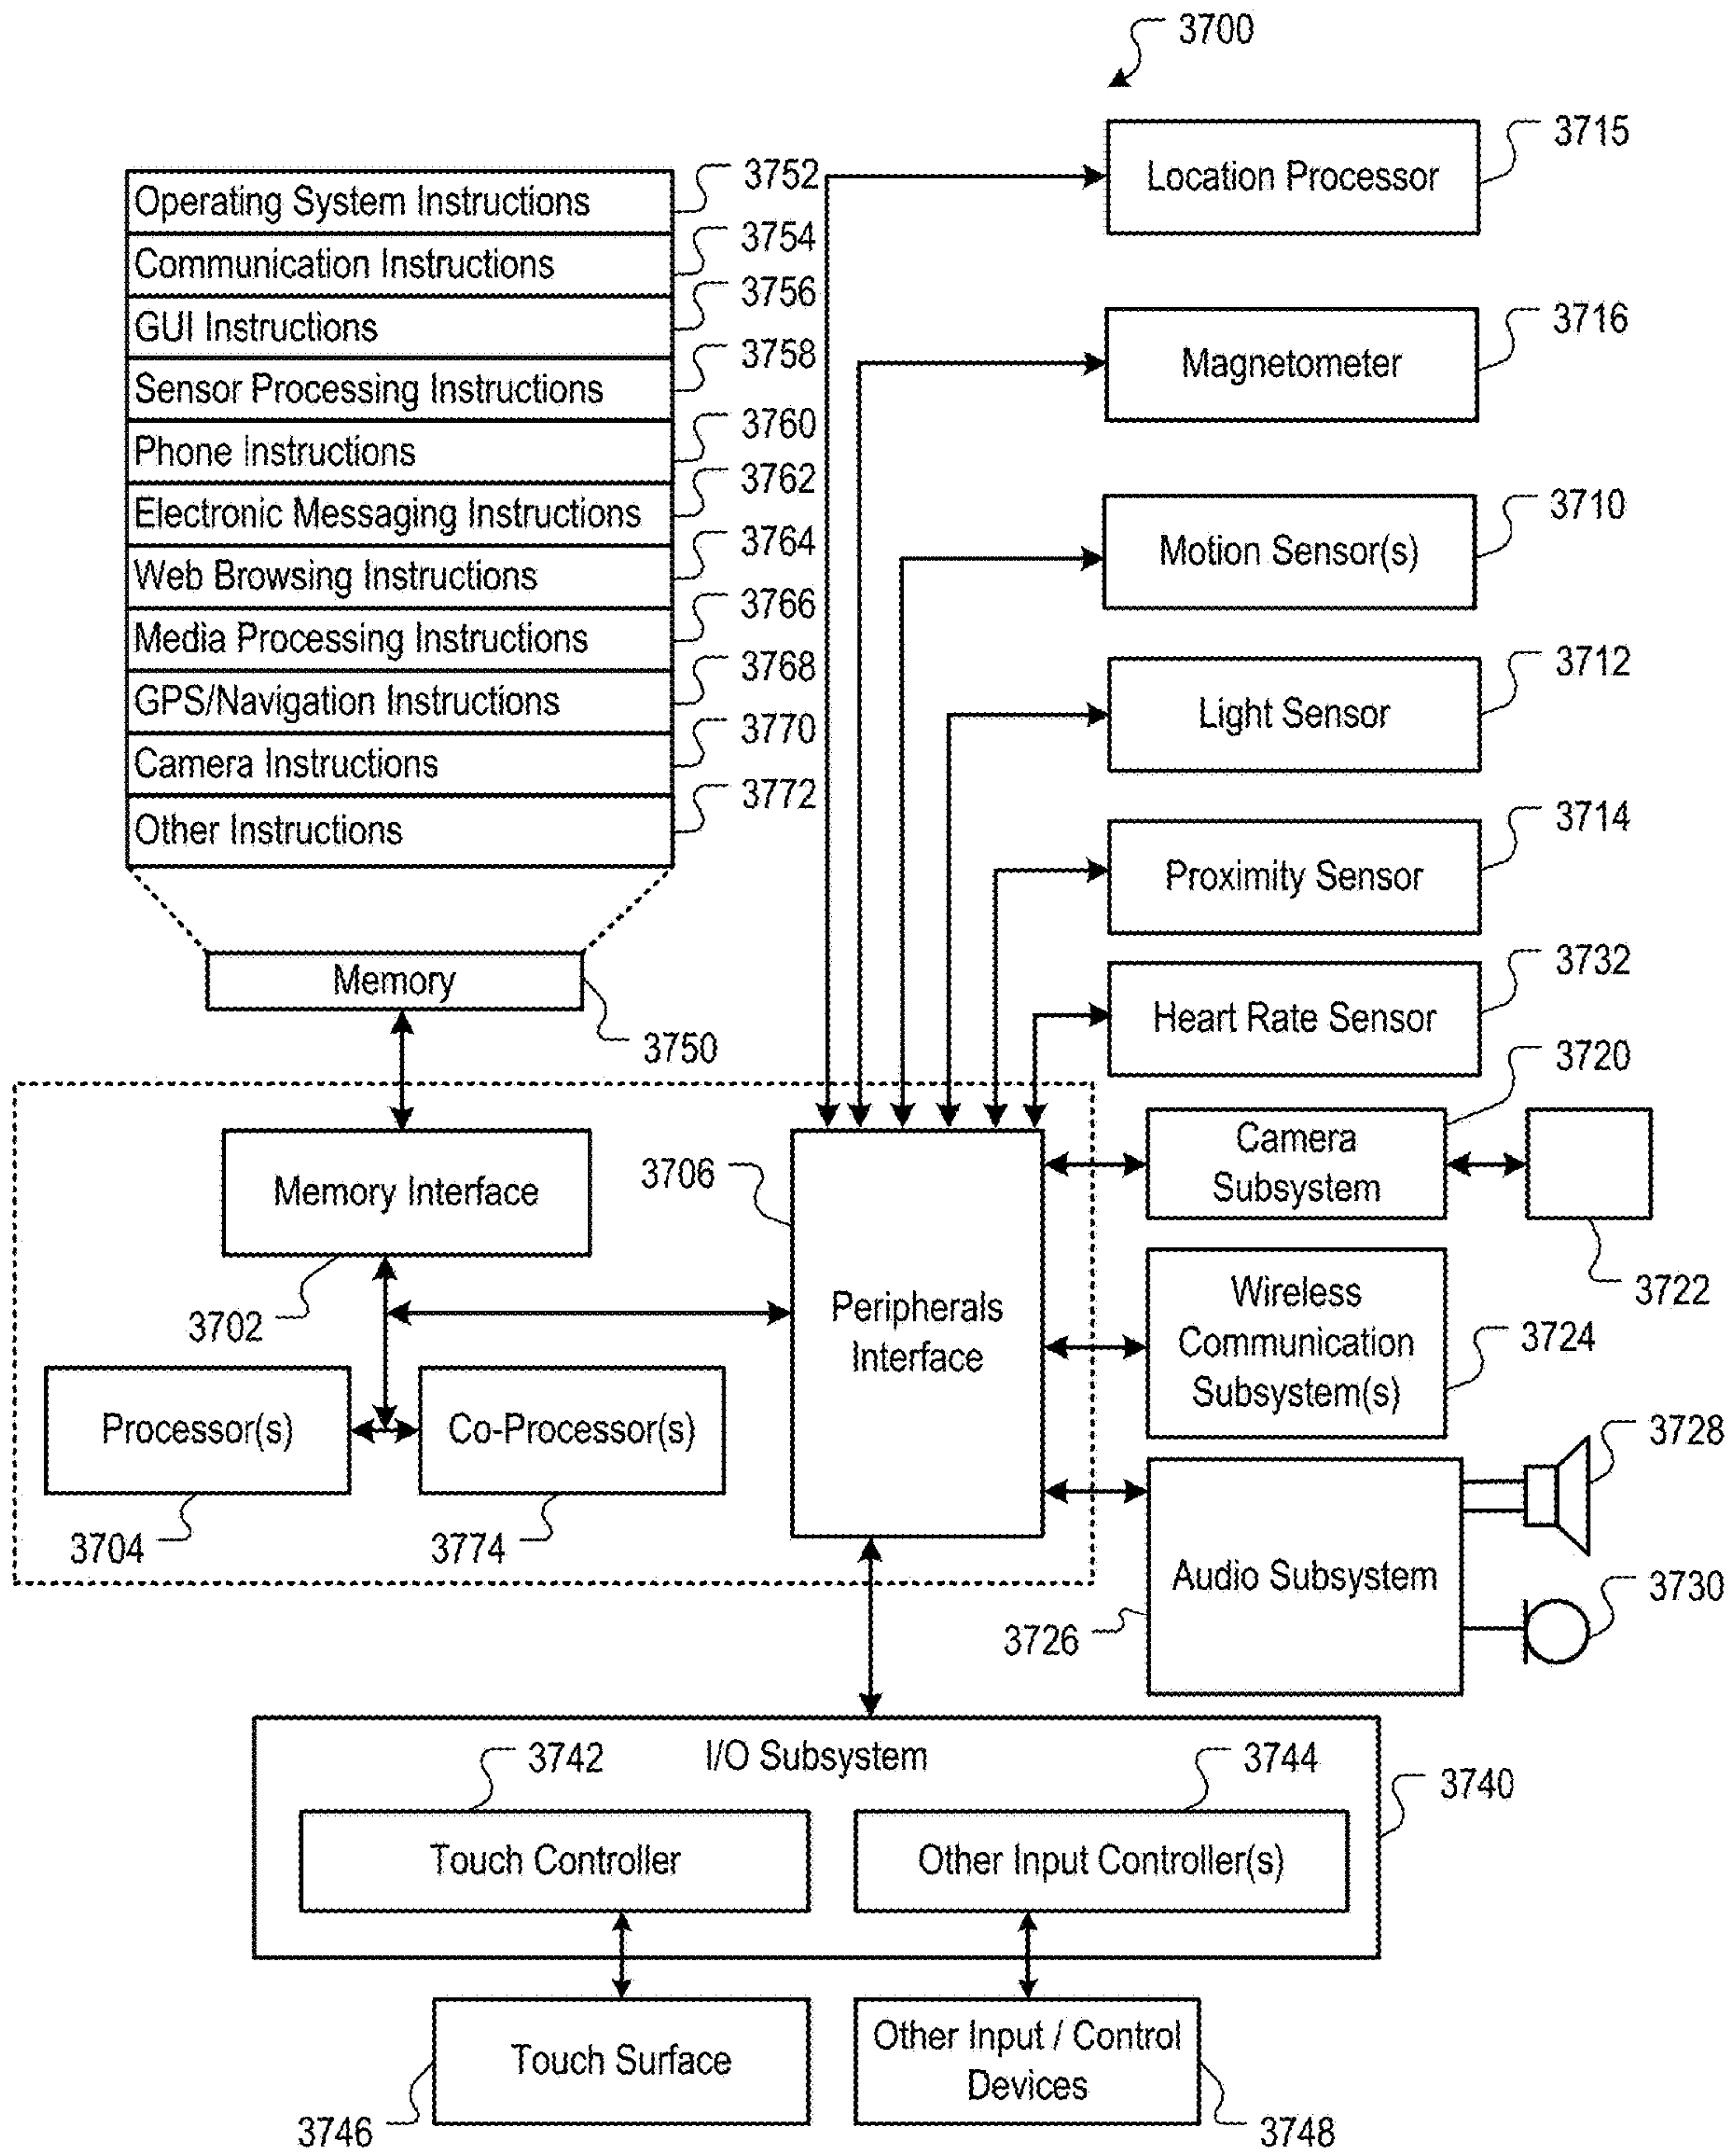 3700
Location Processor
3715
Operating System Instructions
3752
Communication Instructions
3754
GUI Instructions
3756
Sensor Processing Instructions
3758
Phone Instructions
3760
Electronic Messaging Instructions
3762
Web Browsing Instructions
3764
Media Processing Instructions
3766
GPS/Navigation Instructions
3768
Camera Instructions
3770
Other Instructions
3772
Memory
3750
Magnetometer
3716
Motion Sensor(s)
3710
Light Sensor
3712
Proximity Sensor
3714
Heart Rate Sensor
3732
Memory Interface
3702
Processor(s)
3704
Co-Processor(s)
3774
3706
Peripherals
Interface
Camera
Subsystem
3720
3722
Wireless
Communication
Subsystem(s)
3724
Audio Subsystem
3726
3728
3730
I/O Subsystem
3740
3742
Touch Controller
3744
Other Input Controller(s)
Touch Surface
3746
Other Input / Control
Devices
3748